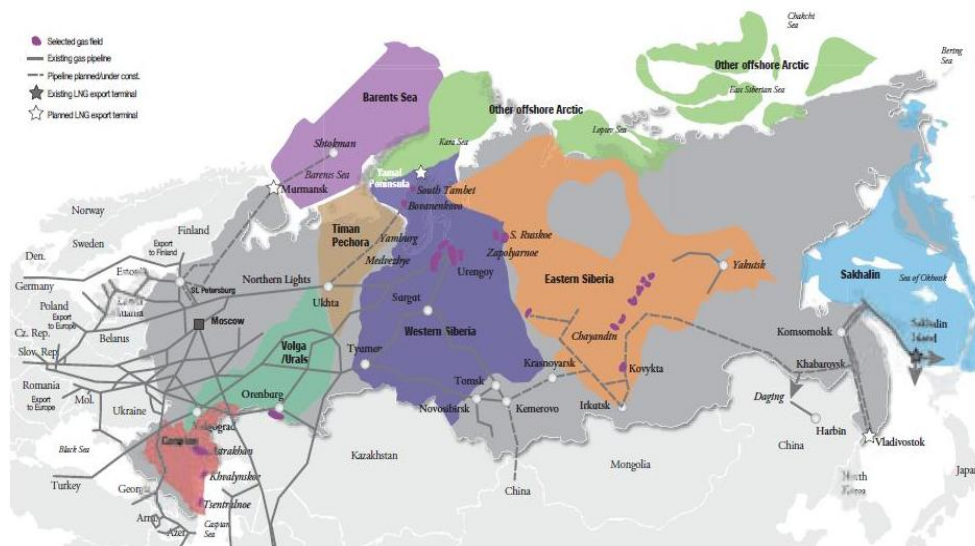 Selected gas field
Existing gas pipeline
Pipeline planned/under const.
Existing LNG export terminal
Planned LNG export terminal
Chukchi
Sea
Bering
Sea
Other offshore Arctic
East Siberian Sea
Barents Sea
Other offshore Arctic
Shtokman
Kara Sea
Laptev Sea
Barents Sea
Yamal
Peninsula
Murmansk
South Tambei
Bovanenkovo
Norway
Finland
Timan
Pechora
Yamburg
S. Russkoe
Sweden
Export
to Finland
Medvezhye
Zapolyarnoe
Den.
Northern Lights
Urengoy
Eastern Siberia
Yakutsk
Sakhalin
Sea of Okhotsk
Germany
St. Petersburg
Ukhta
Surgut
Poland
Export
to Europe
Moscow
Western Siberia
Chayandin
Komsomolsk
Cz. Rep.
Belarus
Volga
/Urals
Tyumen
Slov. Rep.
Krasnoyarsk
Kovykta
Khabarovsk
Romania
Export
to Europe
Mol.
Orenburg
Tomsk
Ukraine
Novosibirsk
Kemerovo
Irkutsk
Daqing
Harbin
China
Vladivostok
Black Sea
Astrakhan
Kazakhstan
Mongolia
Turkey
Khvalynskoe
China
Japa
Georgia
Tsentralnoe
Arm.
Azer.
Caspian
Sea